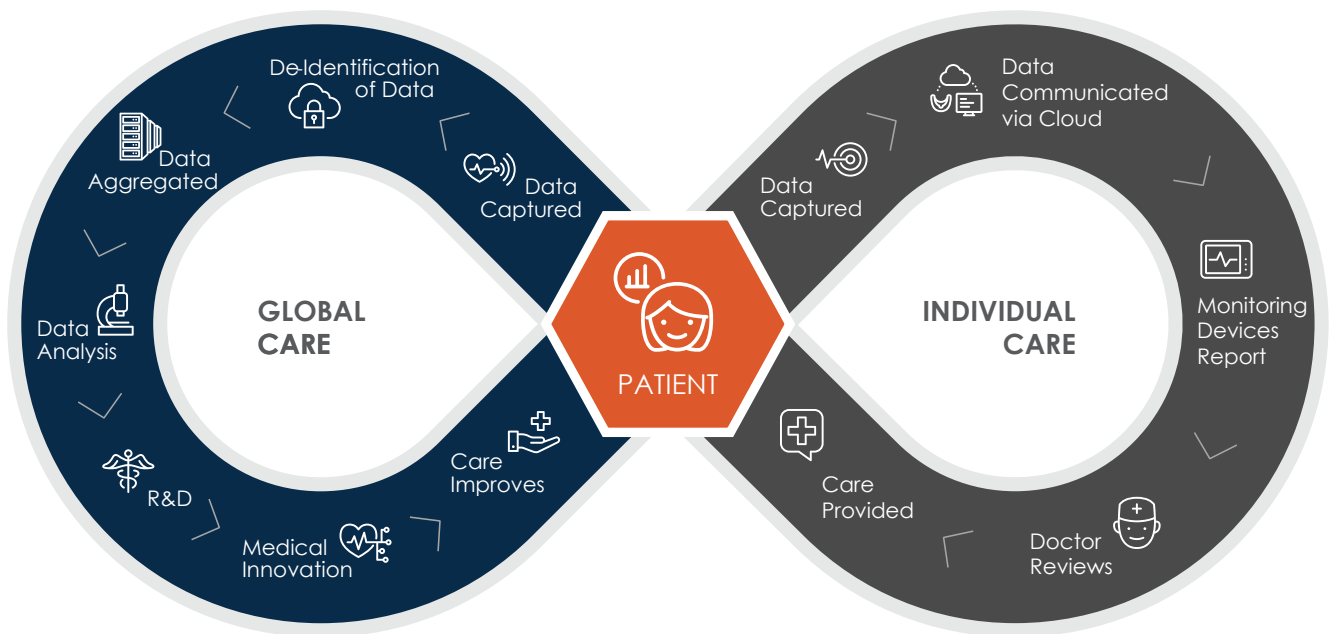 De-Identification
of Data
Data
Aggregated
Data
Captured
Data
Analysis
GLOBAL
CARE
R&D
Medical
Innovation
Care
Improves
PATIENT
Data
Captured
Data
Communicated
via Cloud
INDIVIDUAL
CARE
Monitoring
Devices
Report
Doctor
Reviews
Care
Provided